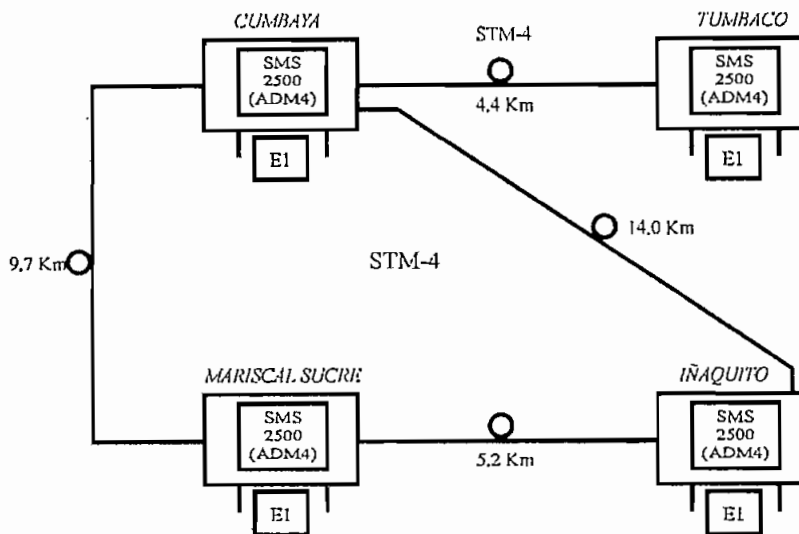 CUMBAYA
STM-4
TUMBACO
SMS
2500
(ADM4)
SMS
2500
(ADM4)
4.4 Km
E1
E1
14.0 Km
9.7 Km
STM-4
MARISCAL SUCRE
IÑAQUITO
SMS
2500
(ADM4)
SMS
2500
(ADM4)
5.2 Km
E1
E1